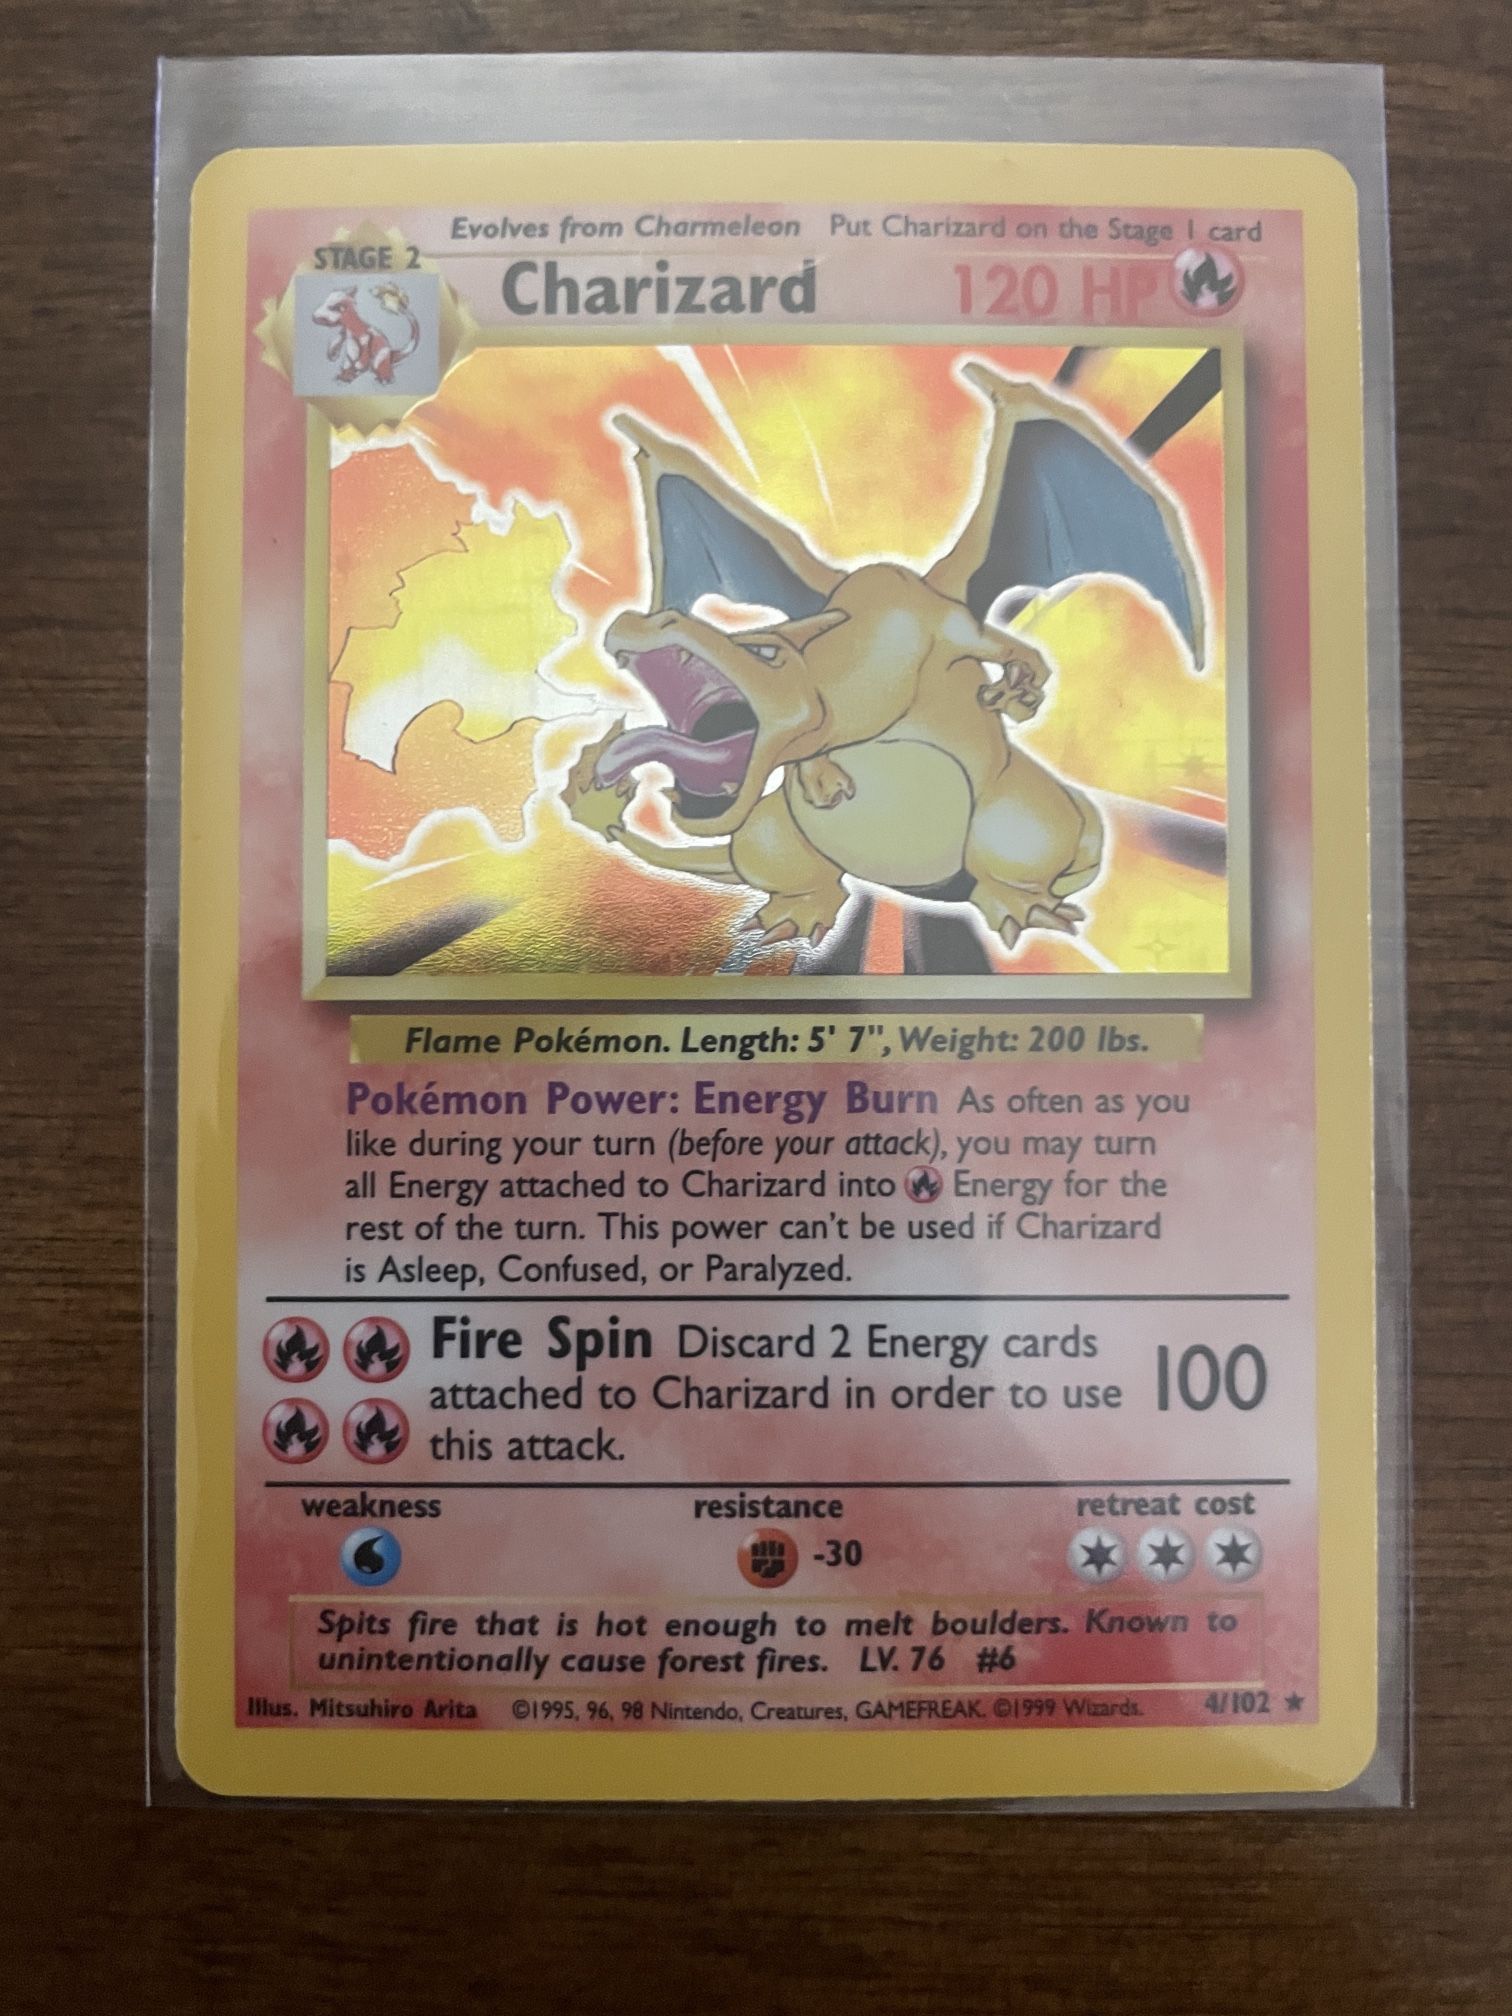 Evolves from Charmeleon Put Charizard on the Stage 1 card
STAGE 2
Charizard 120 HP
Flame Pokémon. Length: 5' 7", Weight: 200 lbs.
Pokémon Power: Energy Burn As often as you
like during your turn (before your attack), you may turn
all Energy attached to Charizard into Energy for the
rest of the turn. This power can't be used if Charizard
is Asleep, Confused, or Paralyzed.
Fire Spin Discard 2 Energy cards
attached to Charizard in order to use 100
this attack.
weakness resistance retreat cost
-30
Spits fire that is hot enough to melt boulders. Known to
unintentionally cause forest fires. LV. 76 #6
Illus. Mitsuhiro Arita ©1995, 96, 98 Nintendo, Creatures, GAMEFREAK. ©1999 Wizards. 4/102 ★